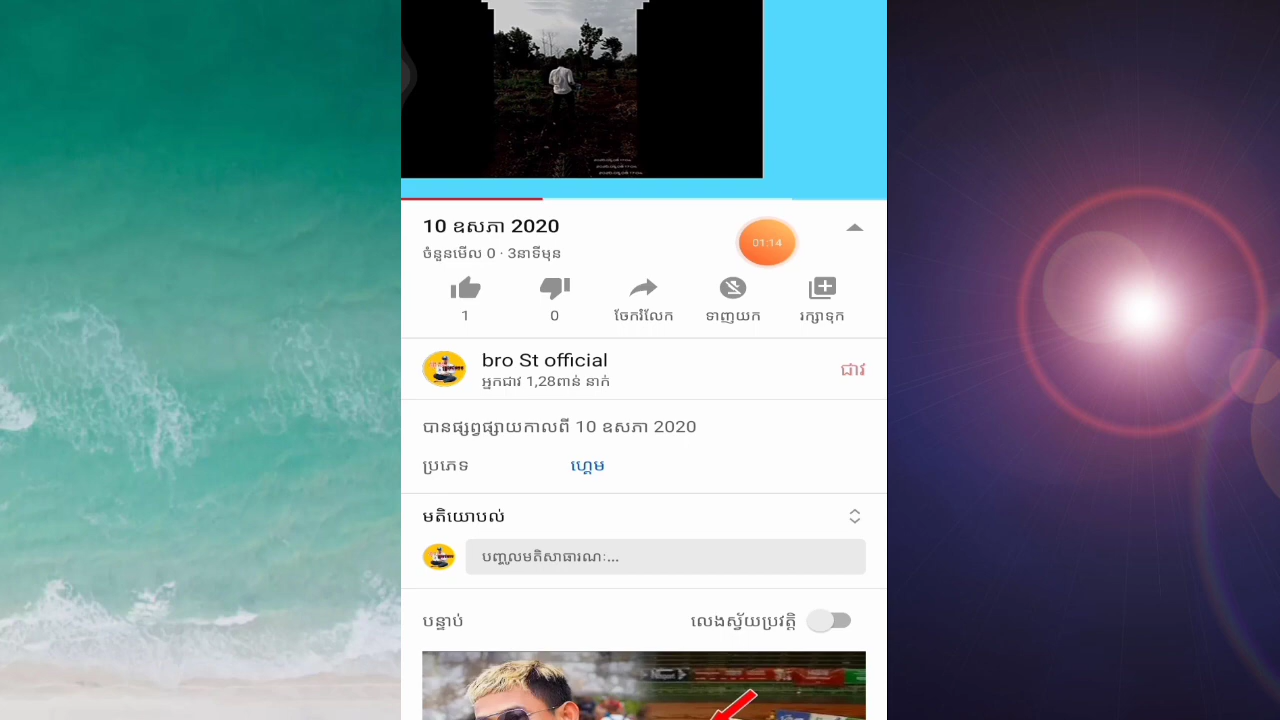 10 ឧសភា 2020
01:14
ចំនួនមើល 0 · 3នាទីមុន
1
0
ចែករំលែក
ទាញយក
រក្សាទុក
bro St official
អ្នកជាវ 1,28ពាន់ នាក់
ជាវ
បានផ្សព្វផ្សាយកាលពី 10 ឧសភា 2020
ប្រភេទ
ហ្គេម
មតិយោបល់
បញ្ចូលមតិសាធារណៈ...
បន្ទាប់
លេងស្វ័យប្រវត្តិ